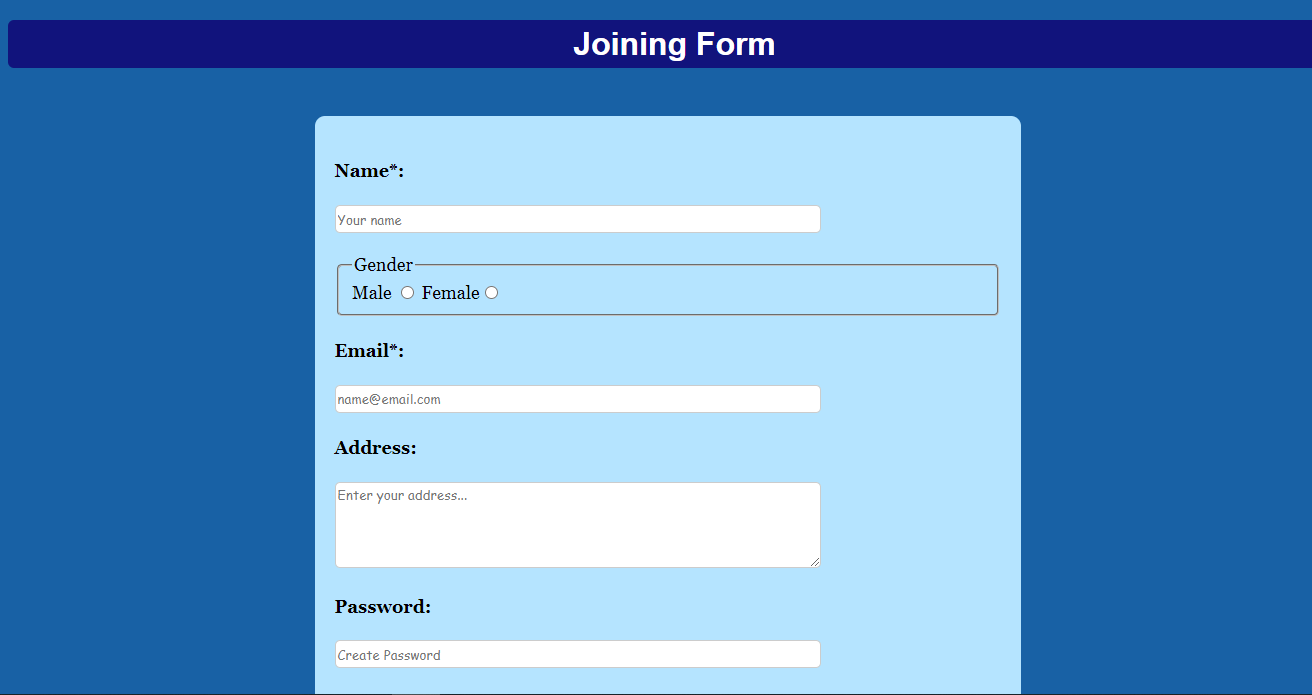 Joining Form
Name*:
Your name
Gender
Male Female
Email*:
name@email.com
Address:
Enter your address...
Password:
Create Password